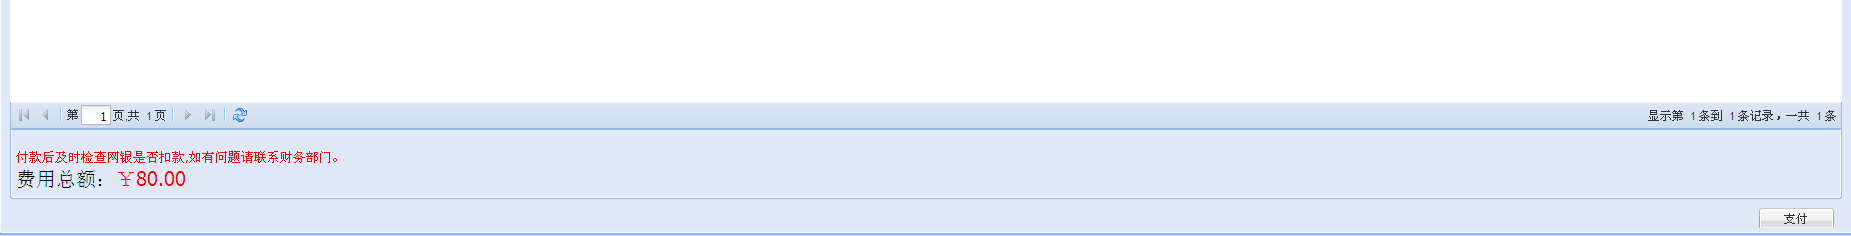 第 1 页,共 1页 显示第 1条到 1条记录，一共 1条
付款后及时检查网银是否扣款,如有问题请联系财务部门。
费用总额：￥80.00
支付